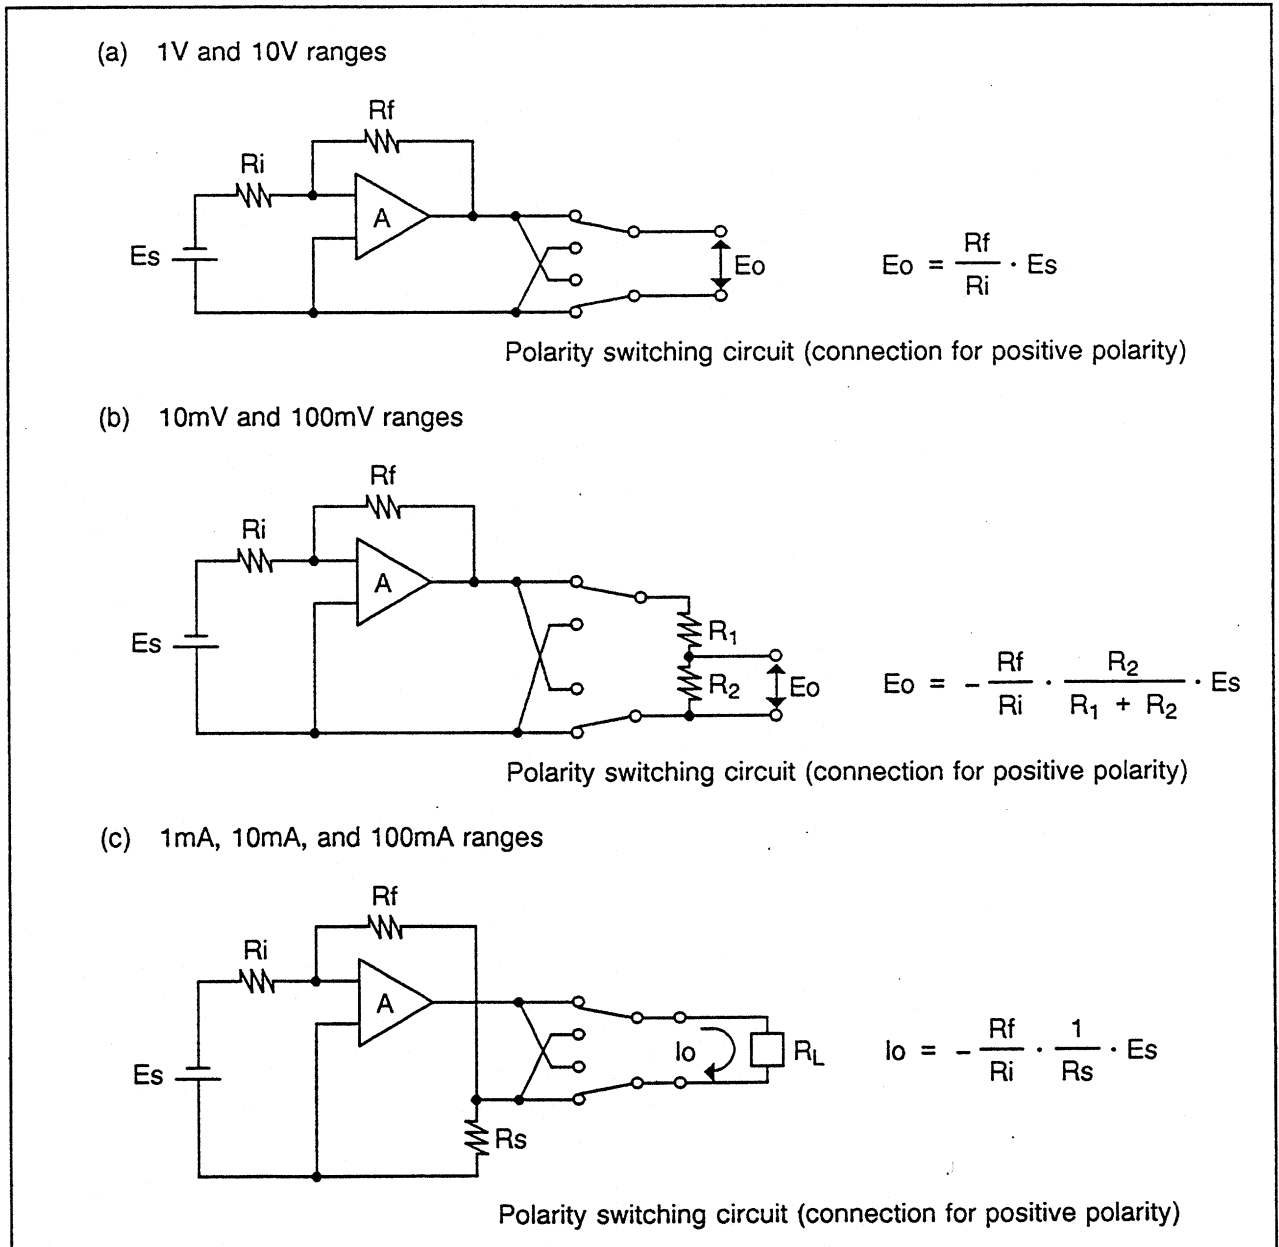 (a) 1V and 10V ranges
Rf
Ri
A
Es
Eo
Eo = Rf/Ri · Es
Polarity switching circuit (connection for positive polarity)
(b) 10mV and 100mV ranges
Rf
Ri
A
Es
R1
R2
Eo
Eo = - Rf/Ri · R2/R1 + R2 · Es
Polarity switching circuit (connection for positive polarity)
(c) 1mA, 10mA, and 100mA ranges
Rf
Ri
A
Es
Io
RL
Rs
Io = - Rf/Ri · 1/Rs · Es
Polarity switching circuit (connection for positive polarity)